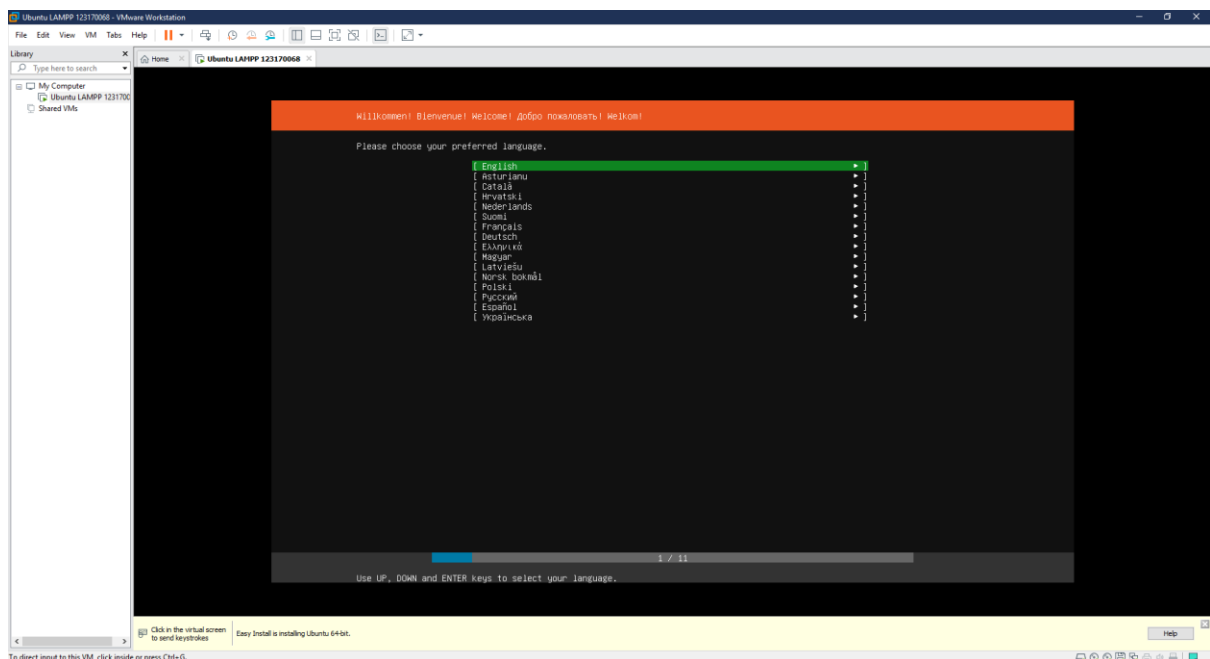 Ubuntu LAMPP 123170068 - VMware Workstation
File Edit View VM Tabs Help
Library
Home
Ubuntu LAMPP 123170068
Type here to search
My Computer
Ubuntu LAMPP 1231700
Shared VMs
Willkommen! Bienvenue! Welcome! Добро пожаловать! Welkom!
Please choose your preferred language.
[ English ► ]
[ Asturianu ► ]
[ Català ► ]
[ Hrvatski ► ]
[ Nederlands ► ]
[ Suomi ► ]
[ Français ► ]
[ Deutsch ► ]
[ Ελληνικά ► ]
[ Magyar ► ]
[ Latviešu ► ]
[ Norsk bokmål ► ]
[ Polski ► ]
[ Русский ► ]
[ Español ► ]
[ Українська ► ]
1 / 11
Use UP, DOWN and ENTER keys to select your language.
Click in the virtual screen
to send keystrokes
Easy Install is installing Ubuntu 64-bit.
Help
To direct input to this VM, click inside or press Ctrl+G.